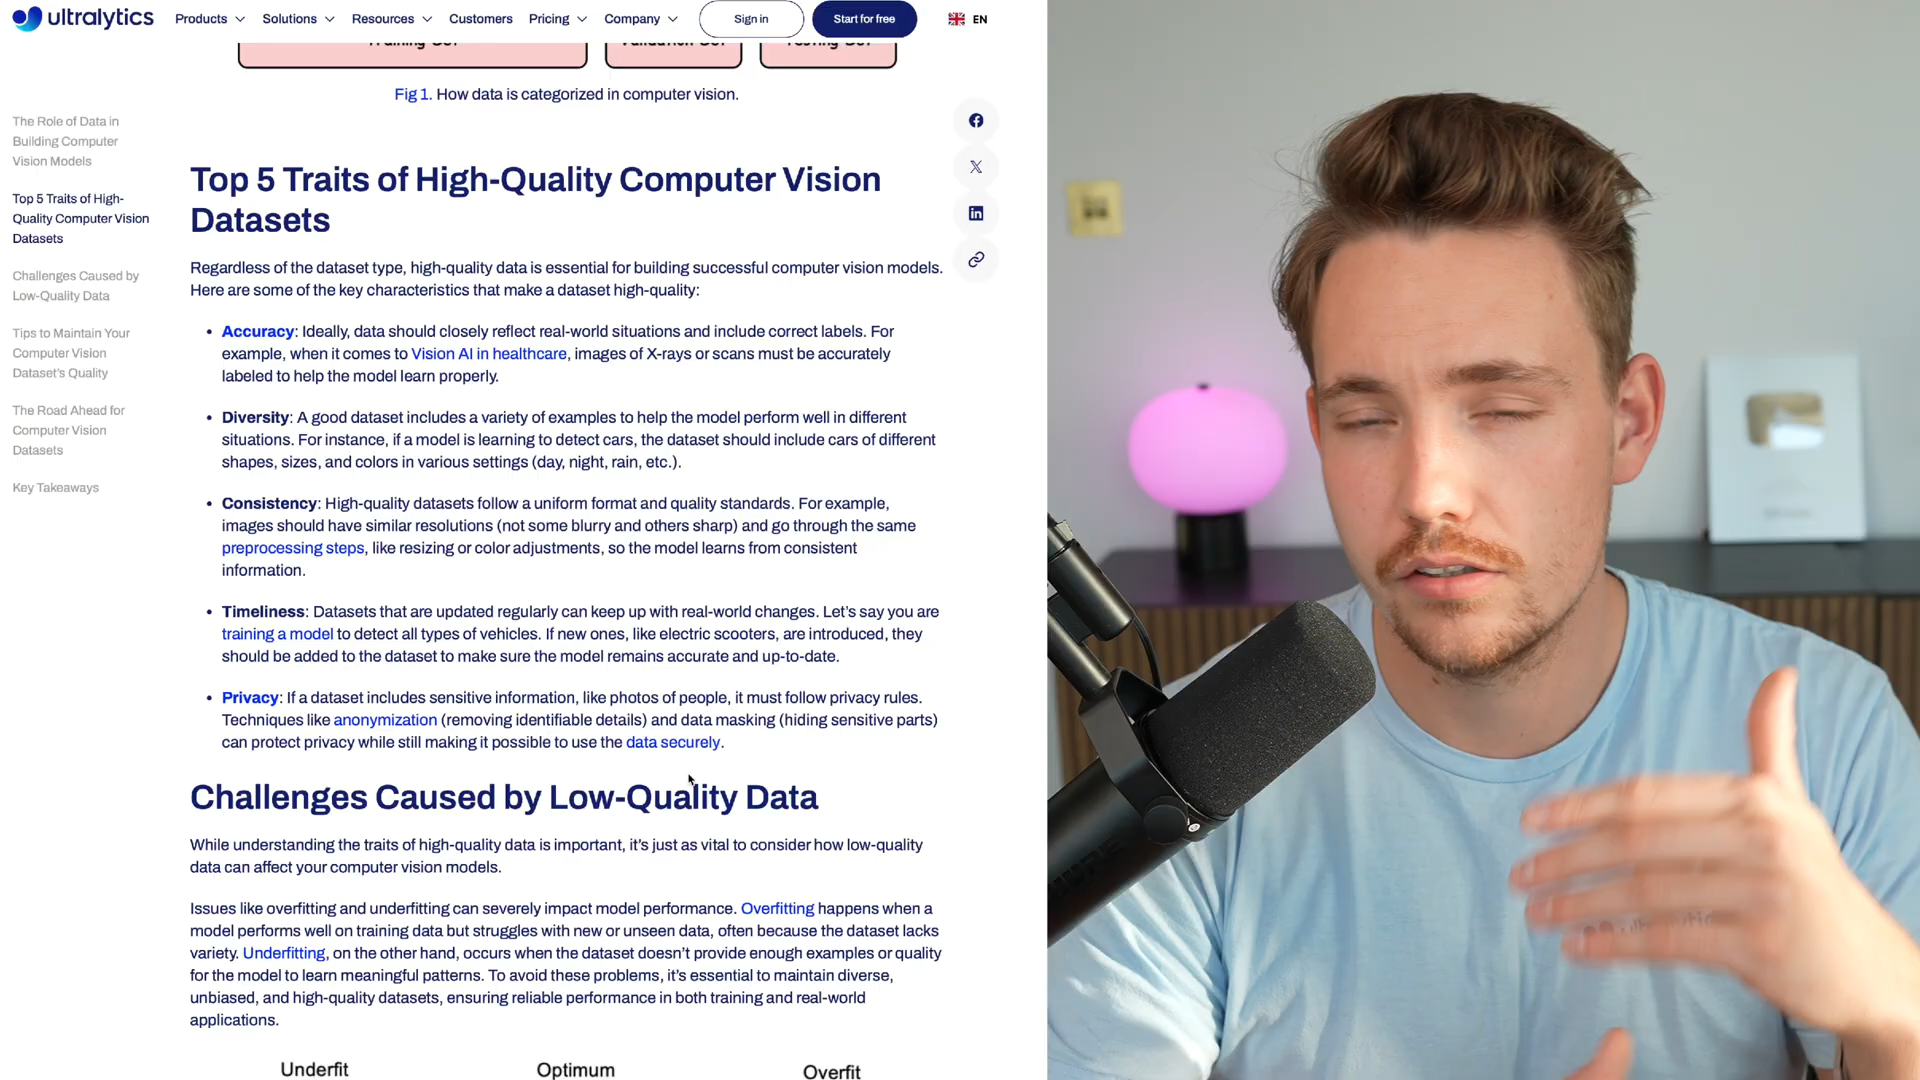 ultralytics
Products
Solutions
Resources
Customers
Pricing
Company
Sign in
Start for free
EN
Fig 1. How data is categorized in computer vision.
The Role of Data in
Building Computer
Vision Models
Top 5 Traits of High-
Quality Computer Vision
Datasets
Challenges Caused by
Low-Quality Data
Tips to Maintain Your
Computer Vision
Dataset's Quality
The Road Ahead for
Computer Vision
Datasets
Key Takeaways
Top 5 Traits of High-Quality Computer Vision
Datasets
Regardless of the dataset type, high-quality data is essential for building successful computer vision models.
Here are some of the key characteristics that make a dataset high-quality:
• Accuracy: Ideally, data should closely reflect real-world situations and include correct labels. For
example, when it comes to Vision AI in healthcare, images of X-rays or scans must be accurately
labeled to help the model learn properly.
• Diversity: A good dataset includes a variety of examples to help the model perform well in different
situations. For instance, if a model is learning to detect cars, the dataset should include cars of different
shapes, sizes, and colors in various settings (day, night, rain, etc.).
• Consistency: High-quality datasets follow a uniform format and quality standards. For example,
images should have similar resolutions (not some blurry and others sharp) and go through the same
preprocessing steps, like resizing or color adjustments, so the model learns from consistent
information.
• Timeliness: Datasets that are updated regularly can keep up with real-world changes. Let's say you are
training a model to detect all types of vehicles. If new ones, like electric scooters, are introduced, they
should be added to the dataset to make sure the model remains accurate and up-to-date.
• Privacy: If a dataset includes sensitive information, like photos of people, it must follow privacy rules.
Techniques like anonymization (removing identifiable details) and data masking (hiding sensitive parts)
can protect privacy while still making it possible to use the data securely.
Challenges Caused by Low-Quality Data
While understanding the traits of high-quality data is important, it's just as vital to consider how low-quality
data can affect your computer vision models.
Issues like overfitting and underfitting can severely impact model performance. Overfitting happens when a
model performs well on training data but struggles with new or unseen data, often because the dataset lacks
variety. Underfitting, on the other hand, occurs when the dataset doesn't provide enough examples or quality
for the model to learn meaningful patterns. To avoid these problems, it's essential to maintain diverse,
unbiased, and high-quality datasets, ensuring reliable performance in both training and real-world
applications.
Underfit
Optimum
Overfit